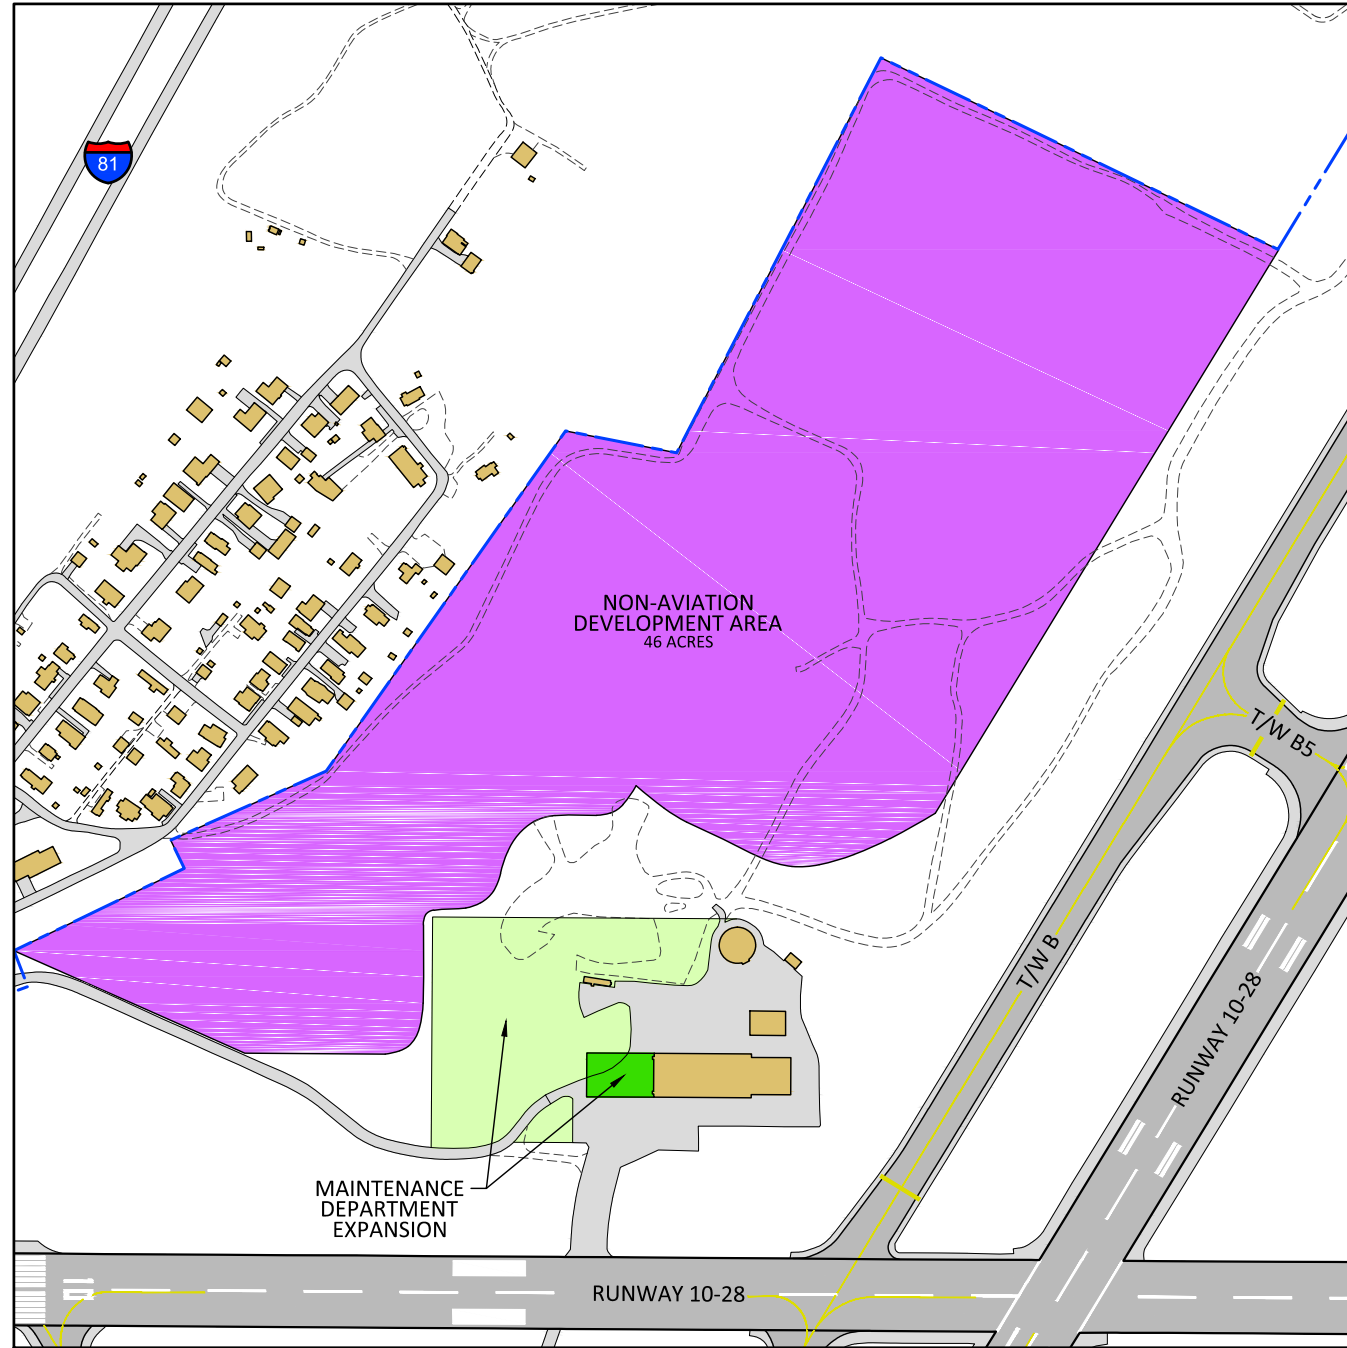 81
NON-AVIATION
DEVELOPMENT AREA
46 ACRES
T/W B5
T/W B
RUNWAY 10-28
MAINTENANCE
DEPARTMENT
EXPANSION
RUNWAY 10-28